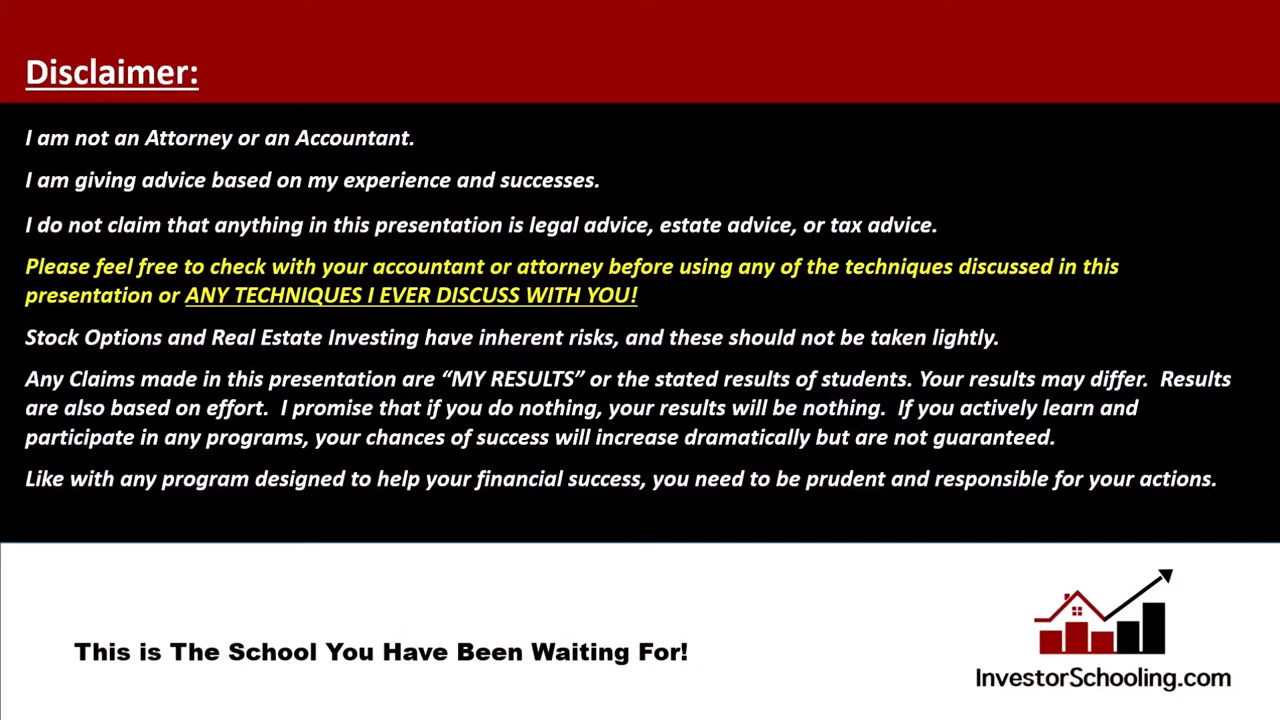 Disclaimer:
I am not an Attorney or an Accountant.
I am giving advice based on my experience and successes.
I do not claim that anything in this presentation is legal advice, estate advice, or tax advice.
Please feel free to check with your accountant or attorney before using any of the techniques discussed in this
presentation or ANY TECHNIQUES I EVER DISCUSS WITH YOU!
Stock Options and Real Estate Investing have inherent risks, and these should not be taken lightly.
Any Claims made in this presentation are “MY RESULTS” or the stated results of students. Your results may differ.  Results
are also based on effort.  I promise that if you do nothing, your results will be nothing.  If you actively learn and
participate in any programs, your chances of success will increase dramatically but are not guaranteed.
Like with any program designed to help your financial success, you need to be prudent and responsible for your actions.
This is The School You Have Been Waiting For!
InvestorSchooling.com